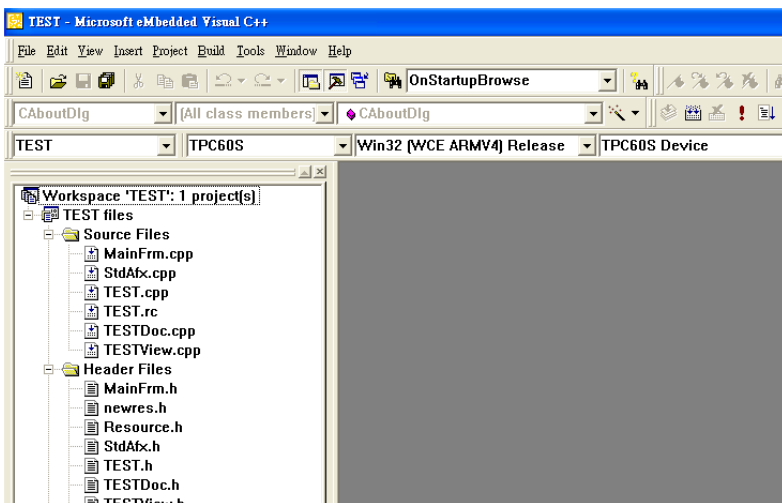 TEST - Microsoft eMbedded Visual C++
File Edit View Insert Project Build Tools Window Help
OnStartupBrowse
CAboutDlg [All class members] CAboutDlg
TEST TPC60S Win32 (WCE ARMV4) Release TPC60S Device
Workspace 'TEST': 1 project(s)
TEST files
Source Files
MainFrm.cpp
StdAfx.cpp
TEST.cpp
TEST.rc
TESTDoc.cpp
TESTView.cpp
Header Files
MainFrm.h
newres.h
Resource.h
StdAfx.h
TEST.h
TESTDoc.h
TESTView.h